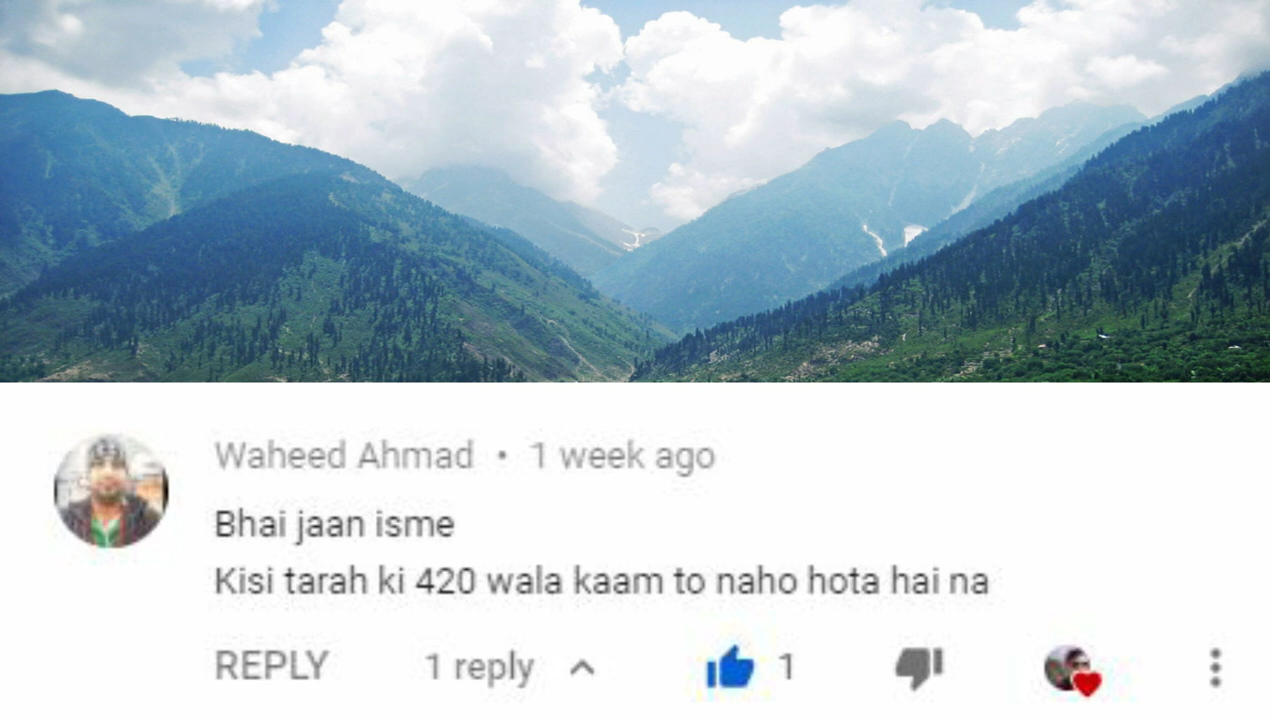 Waheed Ahmad • 1 week ago
Bhai jaan isme
Kisi tarah ki 420 wala kaam to naho hota hai na
REPLY 1 reply 1